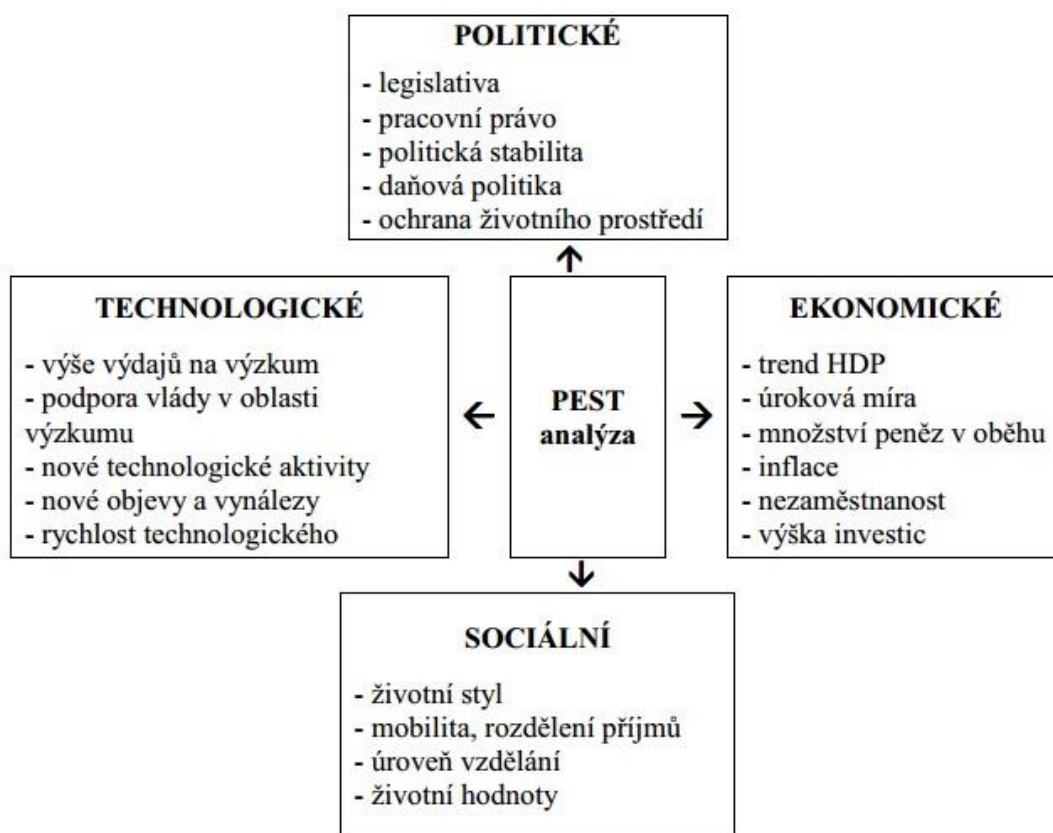 POLITICKÉ
- legislativa
- pracovní právo
- politická stabilita
- daňová politika
- ochrana životního prostředí
TECHNOLOGICKÉ
- výše výdajů na výzkum
- podpora vlády v oblasti
výzkumu
- nové technologické aktivity
- nové objevy a vynálezy
- rychlost technologického
PEST
analýza
EKONOMICKÉ
- trend HDP
- úroková míra
- množství peněz v oběhu
- inflace
- nezaměstnanost
- výška investic
SOCIÁLNÍ
- životní styl
- mobilita, rozdělení příjmů
- úroveň vzdělání
- životní hodnoty